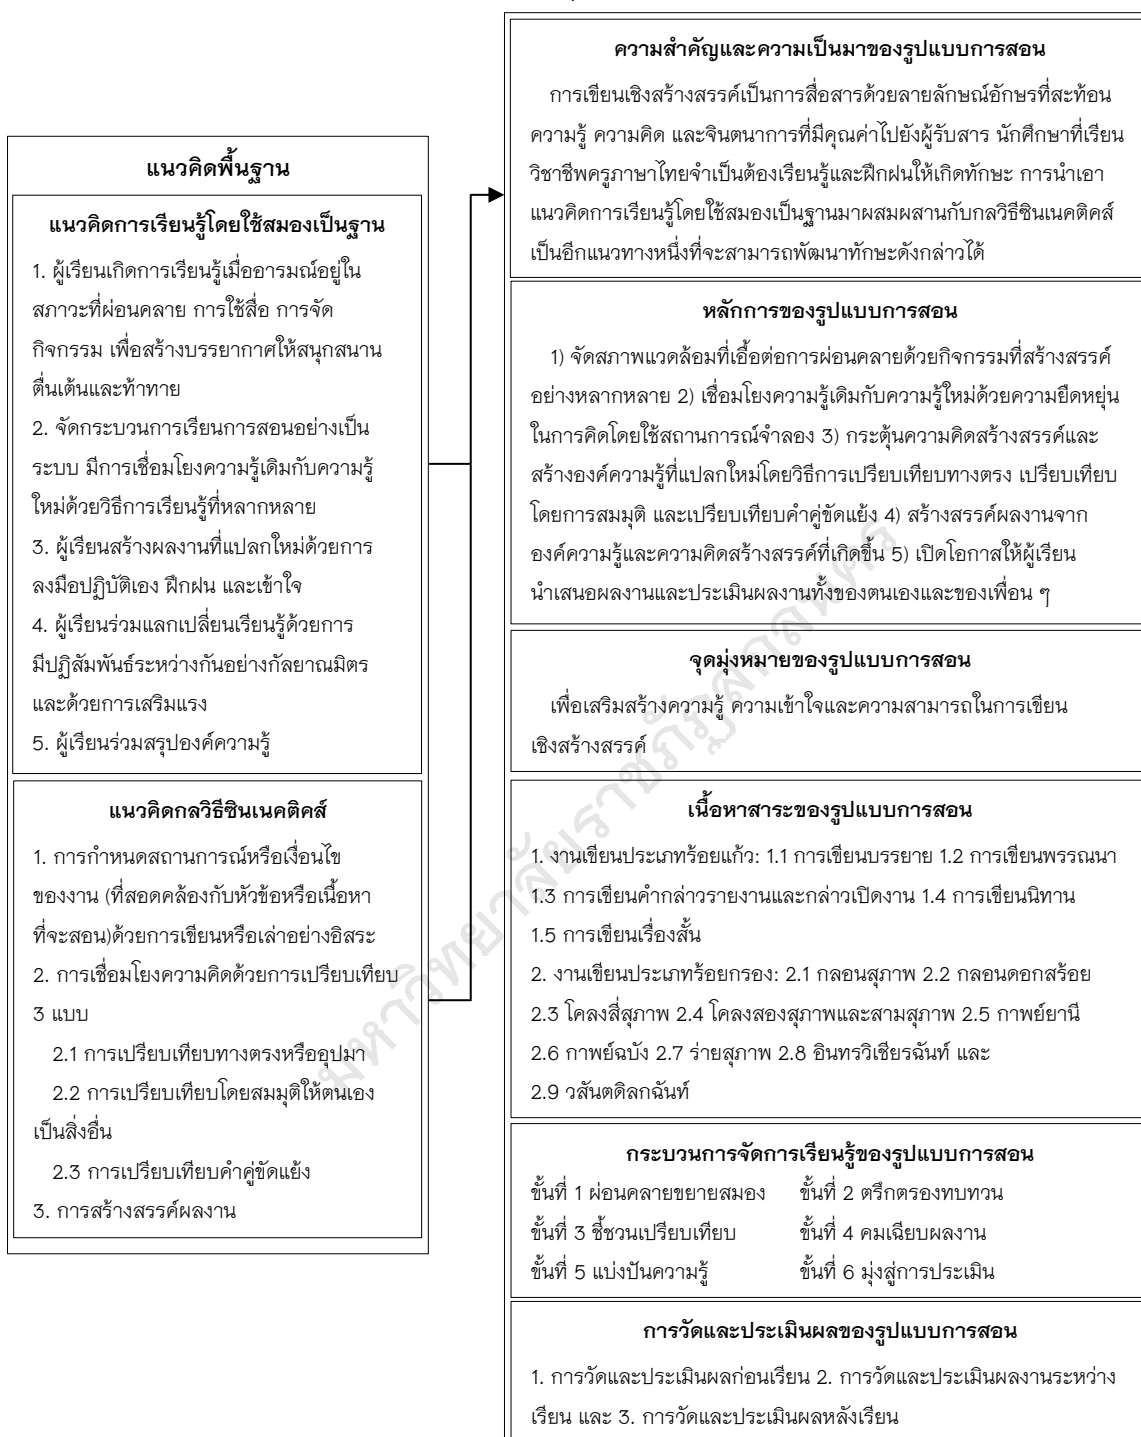 แนวคิดพื้นฐาน
แนวคิดการเรียนรู้โดยใช้สมองเป็นฐาน
1. ผู้เรียนเกิดการเรียนรู้เมื่ออารมณ์อยู่ใน
สภาวะที่ผ่อนคลาย การใช้สื่อ การจัด
กิจกรรม เพื่อสร้างบรรยากาศให้สนุกสนาน
ตื่นเต้นและท้าทาย
2. จัดกระบวนการเรียนการสอนอย่างเป็น
ระบบ มีการเชื่อมโยงความรู้เดิมกับความรู้
ใหม่ด้วยวิธีการเรียนรู้ที่หลากหลาย
3. ผู้เรียนสร้างผลงานที่แปลกใหม่ด้วยการ
ลงมือปฏิบัติเอง ฝึกฝน และเข้าใจ
4. ผู้เรียนร่วมแลกเปลี่ยนเรียนรู้ด้วยการ
มีปฏิสัมพันธ์ระหว่างกันอย่างกัลยาณมิตร
และด้วยการเสริมแรง
5. ผู้เรียนร่วมสรุปองค์ความรู้
แนวคิดกลวิธีซินเนคติคส์
1. การกำหนดสถานการณ์หรือเงื่อนไข
ของงาน (ที่สอดคล้องกับหัวข้อหรือเนื้อหา
ที่จะสอน)ด้วยการเขียนหรือเล่าอย่างอิสระ
2. การเชื่อมโยงความคิดด้วยการเปรียบเทียบ
3 แบบ
2.1 การเปรียบเทียบทางตรงหรืออุปมา
2.2 การเปรียบเทียบโดยสมมุติให้ตนเอง
เป็นสิ่งอื่น
2.3 การเปรียบเทียบคำคู่ขัดแย้ง
3. การสร้างสรรค์ผลงาน
ความสำคัญและความเป็นมาของรูปแบบการสอน
การเขียนเชิงสร้างสรรค์เป็นการสื่อสารด้วยลายลักษณ์อักษรที่สะท้อน
ความรู้ ความคิด และจินตนาการที่มีคุณค่าไปยังผู้รับสาร นักศึกษาที่เรียน
วิชาชีพครูภาษาไทยจำเป็นต้องเรียนรู้และฝึกฝนให้เกิดทักษะ การนำเอา
แนวคิดการเรียนรู้โดยใช้สมองเป็นฐานมาผสมผสานกับกลวิธีซินเนคติคส์
เป็นอีกแนวทางหนึ่งที่จะสามารถพัฒนาทักษะดังกล่าวได้
หลักการของรูปแบบการสอน
1) จัดสภาพแวดล้อมที่เอื้อต่อการผ่อนคลายด้วยกิจกรรมที่สร้างสรรค์
อย่างหลากหลาย 2) เชื่อมโยงความรู้เดิมกับความรู้ใหม่ด้วยความยืดหยุ่น
ในการคิดโดยใช้สถานการณ์จำลอง 3) กระตุ้นความคิดสร้างสรรค์และ
สร้างองค์ความรู้ที่แปลกใหม่โดยวิธีการเปรียบเทียบทางตรง เปรียบเทียบ
โดยการสมมุติ และเปรียบเทียบคำคู่ขัดแย้ง 4) สร้างสรรค์ผลงานจาก
องค์ความรู้และความคิดสร้างสรรค์ที่เกิดขึ้น 5) เปิดโอกาสให้ผู้เรียน
นำเสนอผลงานและประเมินผลงานทั้งของตนเองและของเพื่อน ๆ
จุดมุ่งหมายของรูปแบบการสอน
เพื่อเสริมสร้างความรู้ ความเข้าใจและความสามารถในการเขียน
เชิงสร้างสรรค์
เนื้อหาสาระของรูปแบบการสอน
1. งานเขียนประเภทร้อยแก้ว: 1.1 การเขียนบรรยาย 1.2 การเขียนพรรณนา
1.3 การเขียนคำกล่าวรายงานและกล่าวเปิดงาน 1.4 การเขียนนิทาน
1.5 การเขียนเรื่องสั้น
2. งานเขียนประเภทร้อยกรอง: 2.1 กลอนสุภาพ 2.2 กลอนดอกสร้อย
2.3 โคลงสี่สุภาพ 2.4 โคลงสองสุภาพและสามสุภาพ 2.5 กาพย์ยานี
2.6 กาพย์ฉบัง 2.7 ร่ายสุภาพ 2.8 อินทรวิเชียรฉันท์ และ
2.9 วสันตดิลกฉันท์
กระบวนการจัดการเรียนรู้ของรูปแบบการสอน
ขั้นที่ 1 ผ่อนคลายขยายสมอง ขั้นที่ 2 ตรึกตรองทบทวน
ขั้นที่ 3 ชี้ชวนเปรียบเทียบ ขั้นที่ 4 คมเฉียบผลงาน
ขั้นที่ 5 แบ่งปันความรู้ ขั้นที่ 6 มุ่งสู่การประเมิน
การวัดและประเมินผลของรูปแบบการสอน
1. การวัดและประเมินผลก่อนเรียน 2. การวัดและประเมินผลงานระหว่าง
เรียน และ 3. การวัดและประเมินผลหลังเรียน
มหาวิทยาลัยราชภัฏสกลนคร